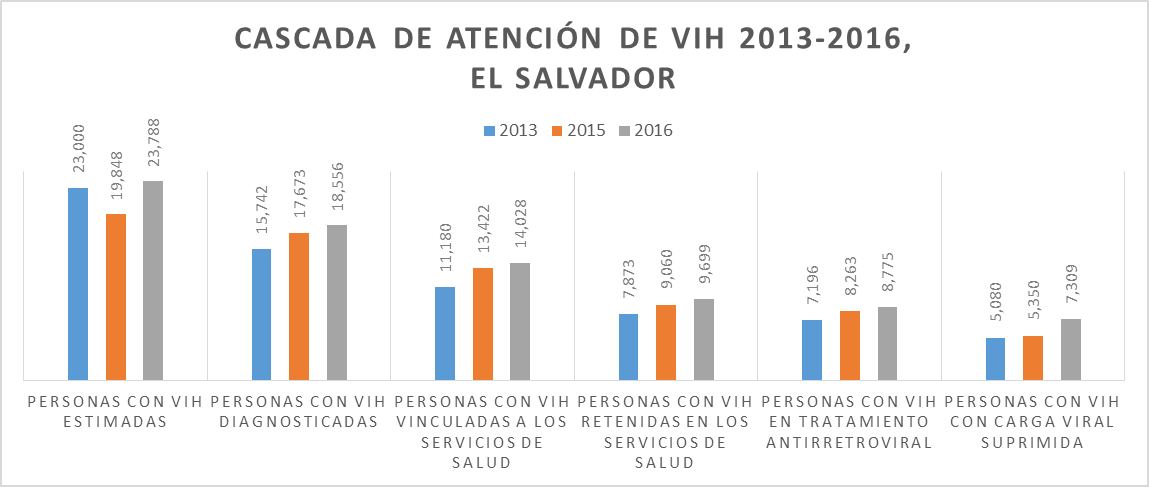 CASCADA DE ATENCIÓN DE VIH 2013-2016,
EL SALVADOR
2013 2015 2016
23,000 19,848 23,788
15,742 17,673 18,556
11,180 13,422 14,028
7,873 9,060 9,699
7,196 8,263 8,775
5,080 5,350 7,309
PERSONAS CON VIH
ESTIMADAS
PERSONAS CON VIH
DIAGNOSTICADAS
PERSONAS CON VIH
VINCULADAS A LOS
SERVICIOS DE
SALUD
PERSONAS CON VIH
RETENIDAS EN LOS
SERVICIOS DE
SALUD
PERSONAS CON VIH
EN TRATAMIENTO
ANTIRRETROVIRAL
PERSONAS CON VIH
CON CARGA VIRAL
SUPRIMIDA